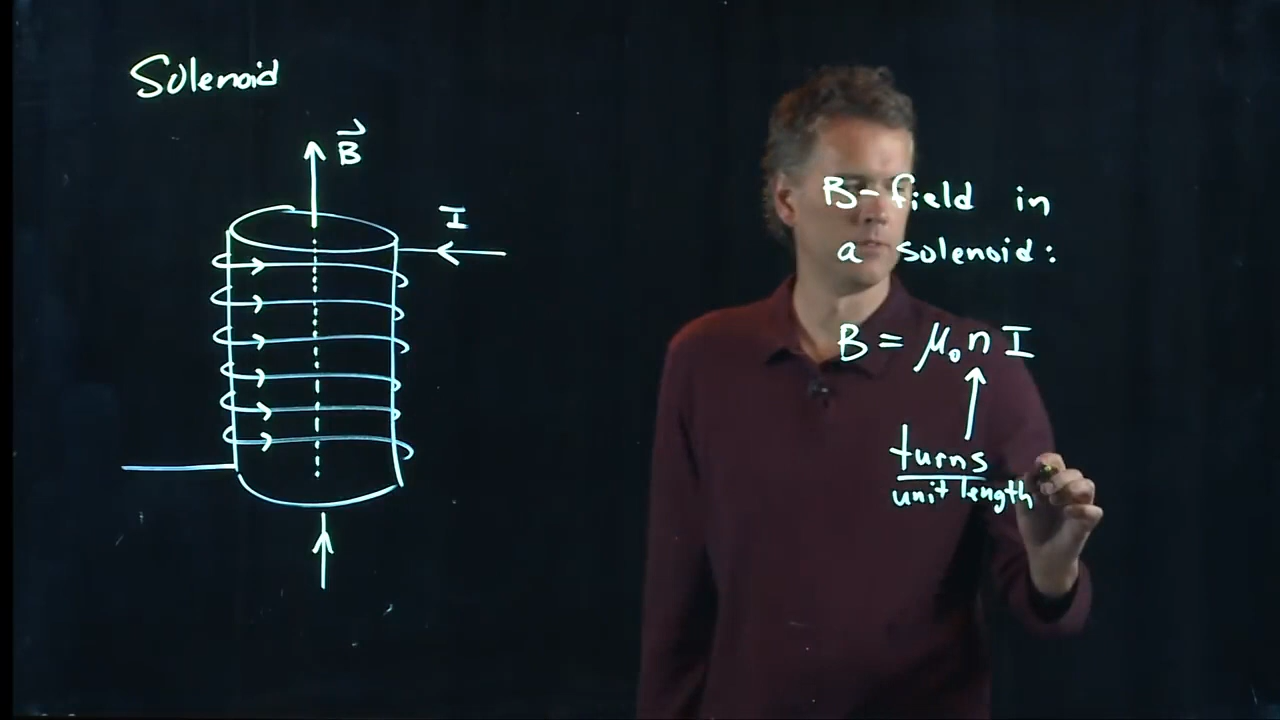 Solenoid
B⃗
I
B-field in
a solenoid:
B = μ₀ n I
turns
unit length